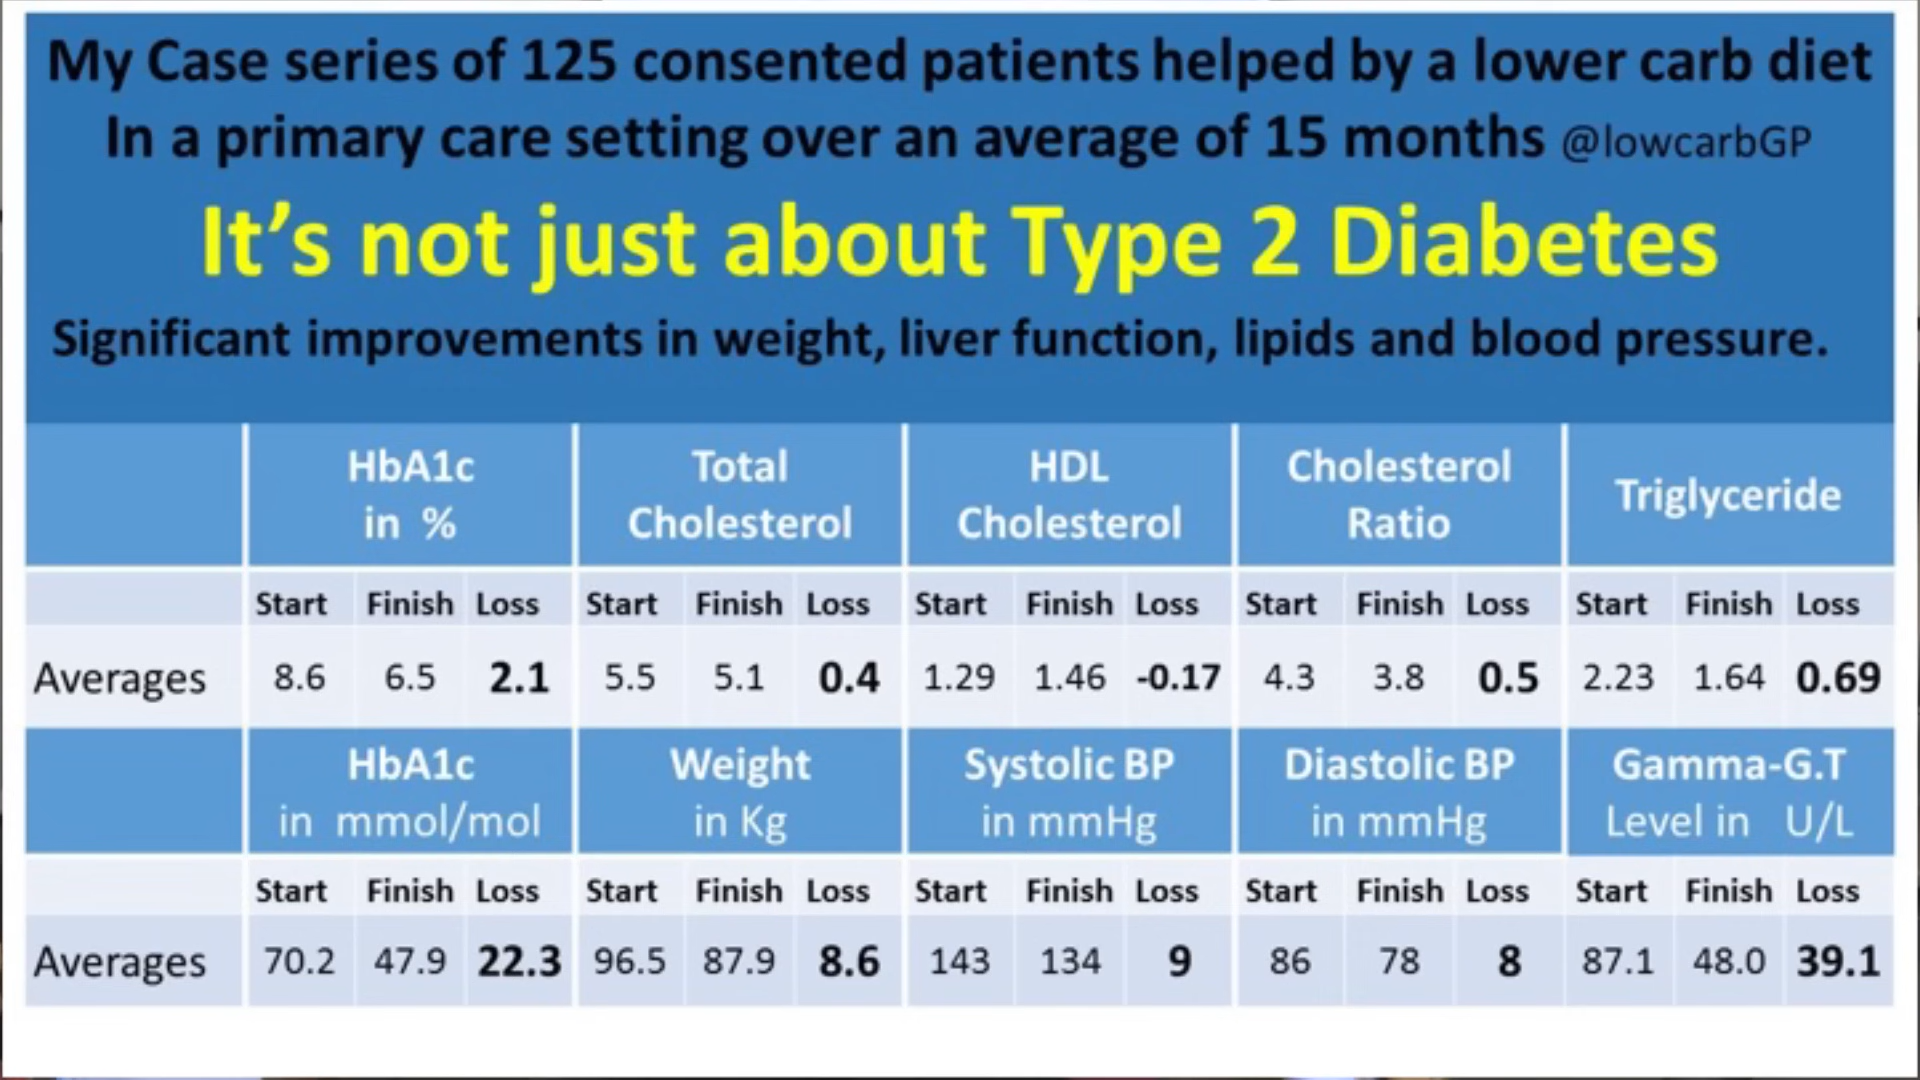 My Case series of 125 consented patients helped by a lower carb diet
In a primary care setting over an average of 15 months @lowcarbGP
It's not just about Type 2 Diabetes
Significant improvements in weight, liver function, lipids and blood pressure.
HbA1c in % Total Cholesterol HDL Cholesterol Cholesterol Ratio Triglyceride
Start Finish Loss Start Finish Loss Start Finish Loss Start Finish Loss Start Finish Loss
Averages 8.6 6.5 2.1 5.5 5.1 0.4 1.29 1.46 -0.17 4.3 3.8 0.5 2.23 1.64 0.69
HbA1c in mmol/mol Weight in Kg Systolic BP in mmHg Diastolic BP in mmHg Gamma-G.T Level in U/L
Start Finish Loss Start Finish Loss Start Finish Loss Start Finish Loss Start Finish Loss
Averages 70.2 47.9 22.3 96.5 87.9 8.6 143 134 9 86 78 8 87.1 48.0 39.1